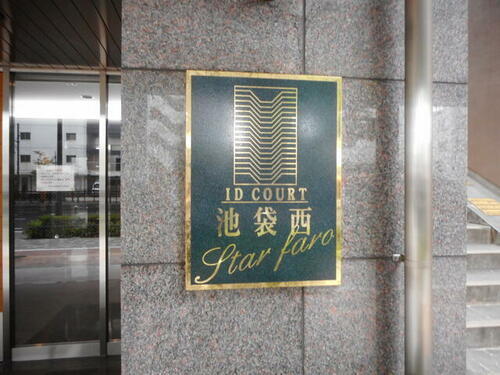 ID COURT
池袋西
Star faro